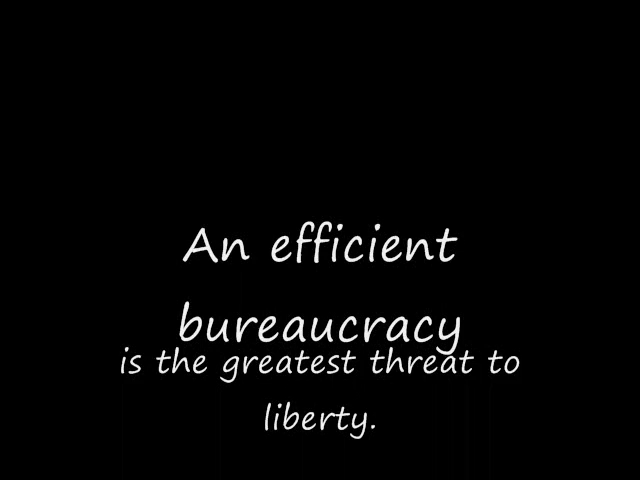 An efficient
bureaucracy
is the greatest threat to
liberty.